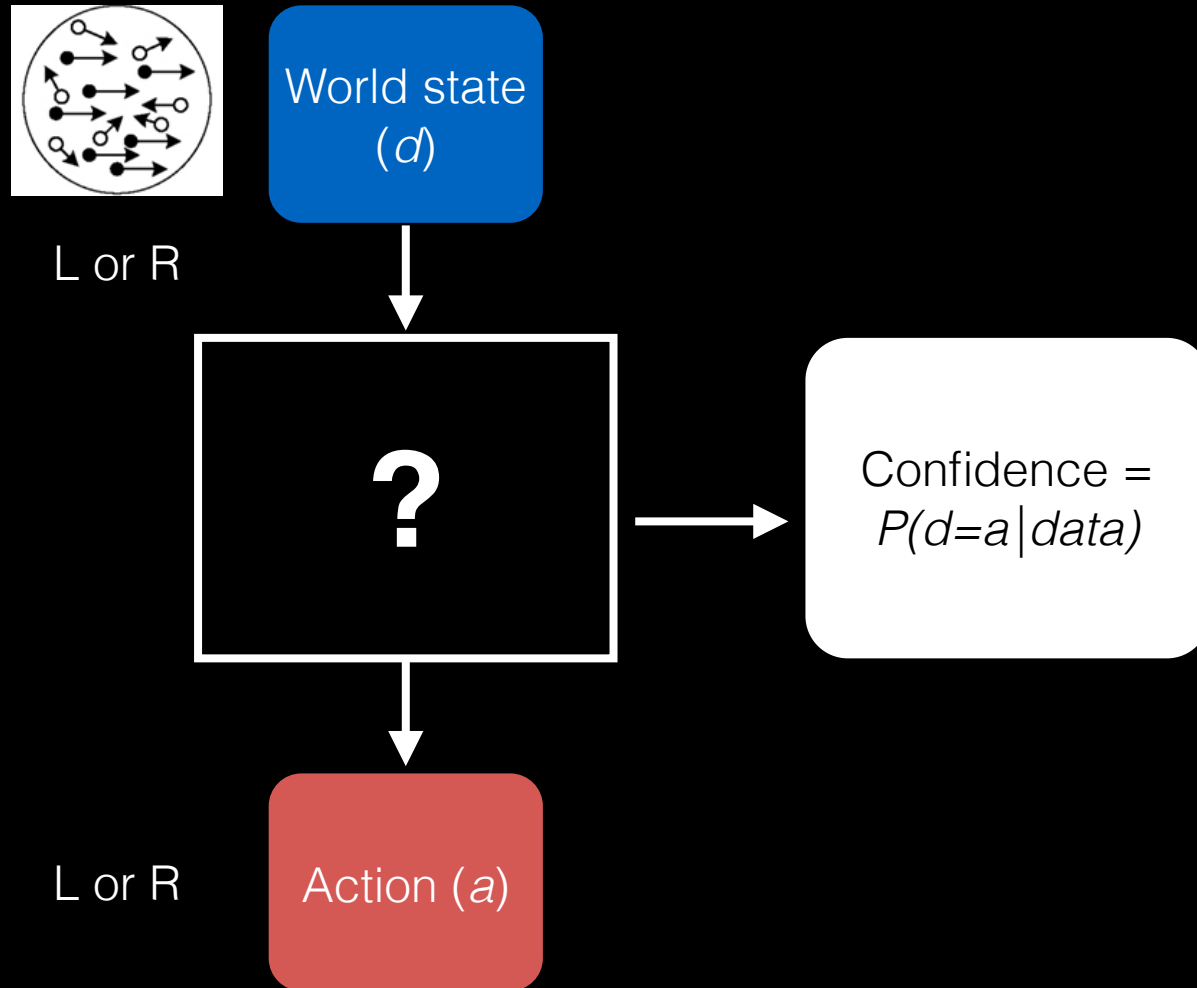 World state
(d)
L or R
?
Confidence =
P(d=a|data)
L or R
Action (a)